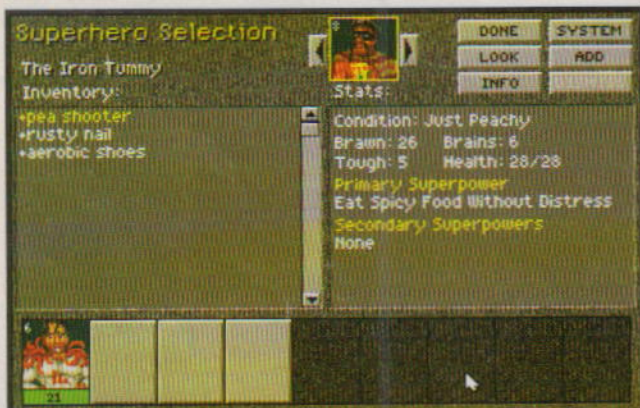 Superhero Selection
DONE
SYSTEM
LOOK
ADD
INFO
The Iron Tummy
Inventory:
Stats:
•pea shooter
•rusty nail
•aerobic shoes
Condition: Just Peachy
Brawn: 26 Brains: 6
Tough: 5 Health: 28/28
Primary Superpower
Eat Spicy Food Without Distress
Secondary Superpowers
None
6
21